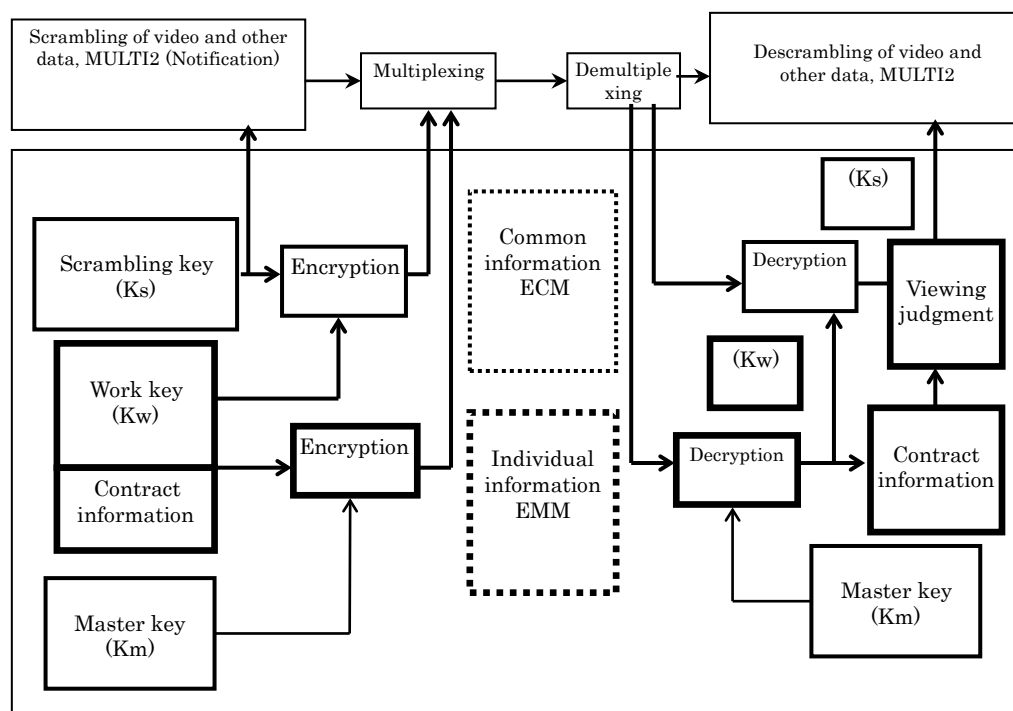 Scrambling of video and other
data, MULTI2 (Notification)
Multiplexing
Demultiple
xing
Descrambling of video and
other data, MULTI2
(Ks)
Scrambling key
(Ks)
Encryption
Common
information
ECM
Decryption
Viewing
judgment
(Kw)
Work key
(Kw)
Contract
information
Encryption
Individual
information
EMM
Decryption
Contract
information
Master key
(Km)
Master key
(Km)